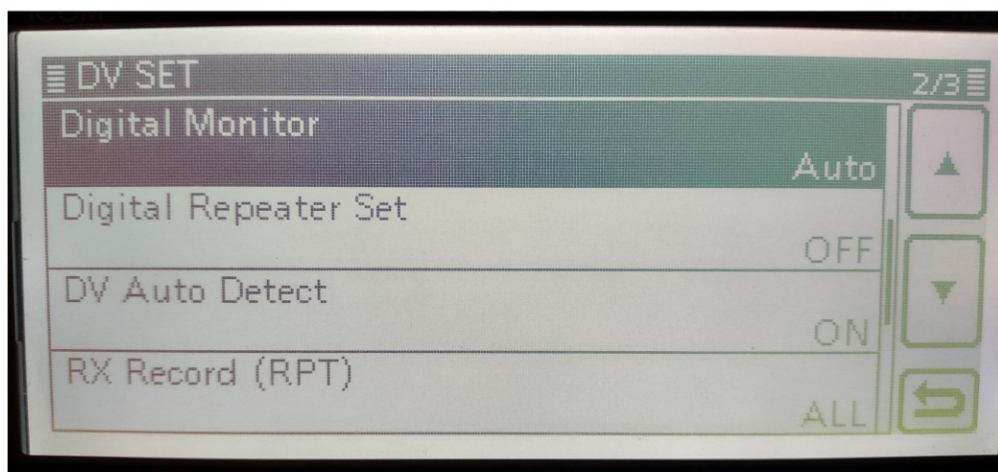 DV SET
2/3
Digital Monitor
Auto
Digital Repeater Set
OFF
DV Auto Detect
ON
RX Record (RPT)
ALL